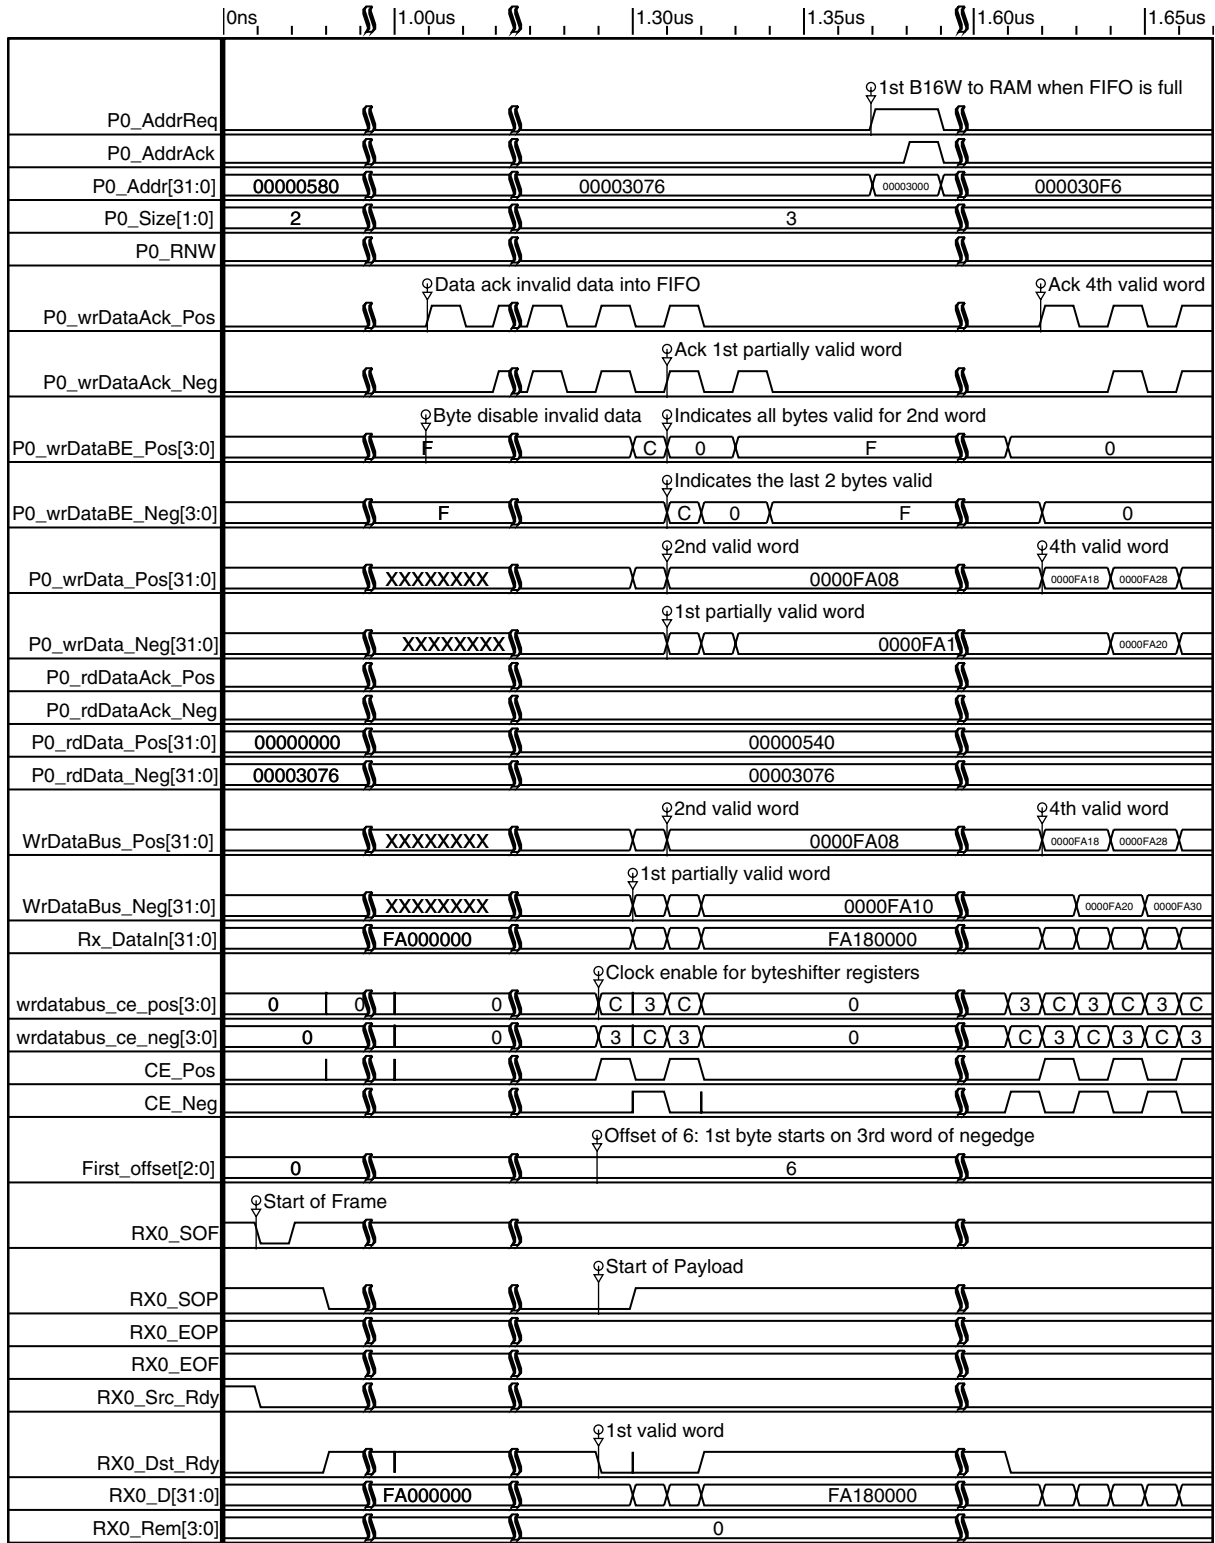 0ns 1.00us 1.30us 1.35us 1.60us 1.65us
1st B16W to RAM when FIFO is full
P0_AddrReq
P0_AddrAck
P0_Addr[31:0] 00000580 00003076 00003000 000030F6
P0_Size[1:0] 2 3
P0_RNW
Data ack invalid data into FIFO Ack 4th valid word
P0_wrDataAck_Pos
Ack 1st partially valid word
P0_wrDataAck_Neg
Byte disable invalid data Indicates all bytes valid for 2nd word
P0_wrDataBE_Pos[3:0] F C 0 F 0
Indicates the last 2 bytes valid
P0_wrDataBE_Neg[3:0] F C 0 F 0
2nd valid word 4th valid word
P0_wrData_Pos[31:0] XXXXXXXX 0000FA08 0000FA18 0000FA28
1st partially valid word
P0_wrData_Neg[31:0] XXXXXXXX 0000FA1 0000FA20
P0_rdDataAck_Pos
P0_rdDataAck_Neg
P0_rdData_Pos[31:0] 00000000 00000540
P0_rdData_Neg[31:0] 00003076 00003076
2nd valid word 4th valid word
WrDataBus_Pos[31:0] XXXXXXXX 0000FA08 0000FA18 0000FA28
1st partially valid word
WrDataBus_Neg[31:0] XXXXXXXX 0000FA10 0000FA20 0000FA30
Rx_DataIn[31:0] FA000000 FA180000
Clock enable for byteshifter registers
wrdatabus_ce_pos[3:0] 0 0 0 C 3 C 0 3 C 3 C 3 C
wrdatabus_ce_neg[3:0] 0 0 3 C 3 0 C 3 C 3 C 3
CE_Pos
CE_Neg
Offset of 6: 1st byte starts on 3rd word of negedge
First_offset[2:0] 0 6
Start of Frame
RX0_SOF
Start of Payload
RX0_SOP
RX0_EOP
RX0_EOF
RX0_Src_Rdy
1st valid word
RX0_Dst_Rdy
RX0_D[31:0] FA000000 FA180000
RX0_Rem[3:0] 0